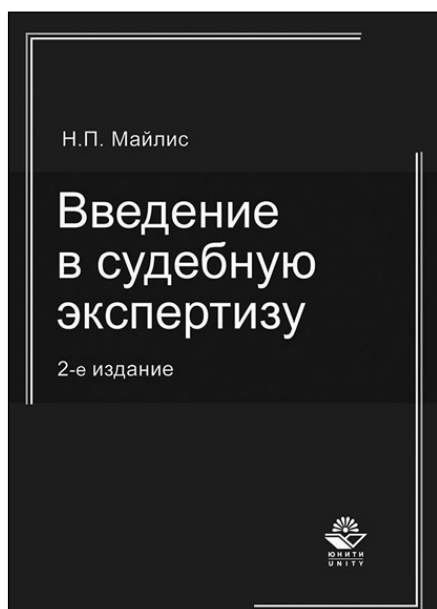 Н.П. Майлис
Введение
в судебную
экспертизу
2-е издание
ЮНИТИ
UNITY